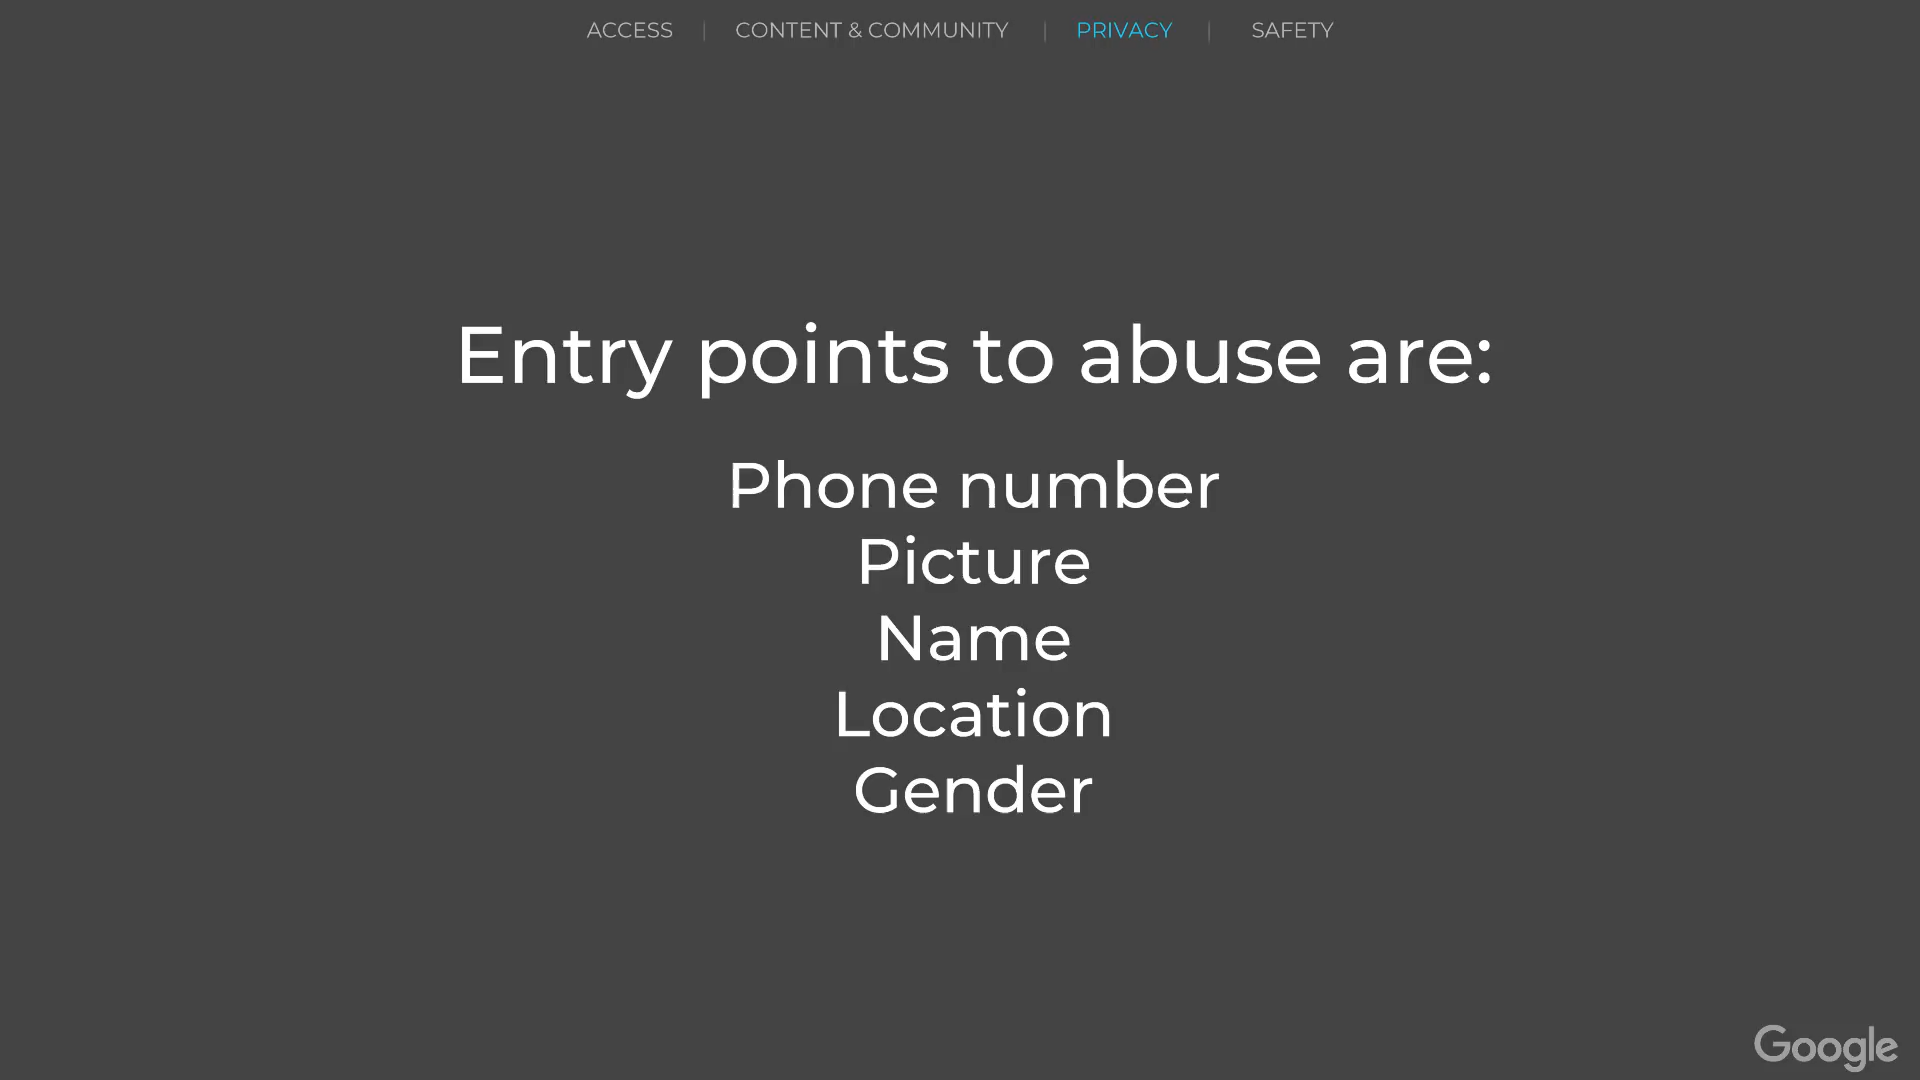 ACCESS | CONTENT & COMMUNITY | PRIVACY | SAFETY
Entry points to abuse are:
Phone number
Picture
Name
Location
Gender
Google